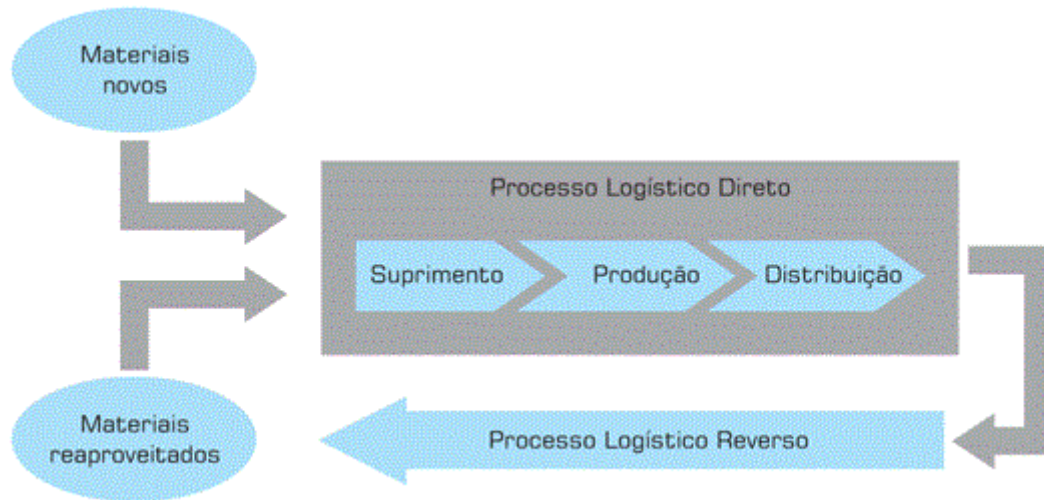 Materiais
novos
Processo Logístico Direto
Suprimento
Produção
Distribuição
Materiais
reaproveitados
Processo Logístico Reverso